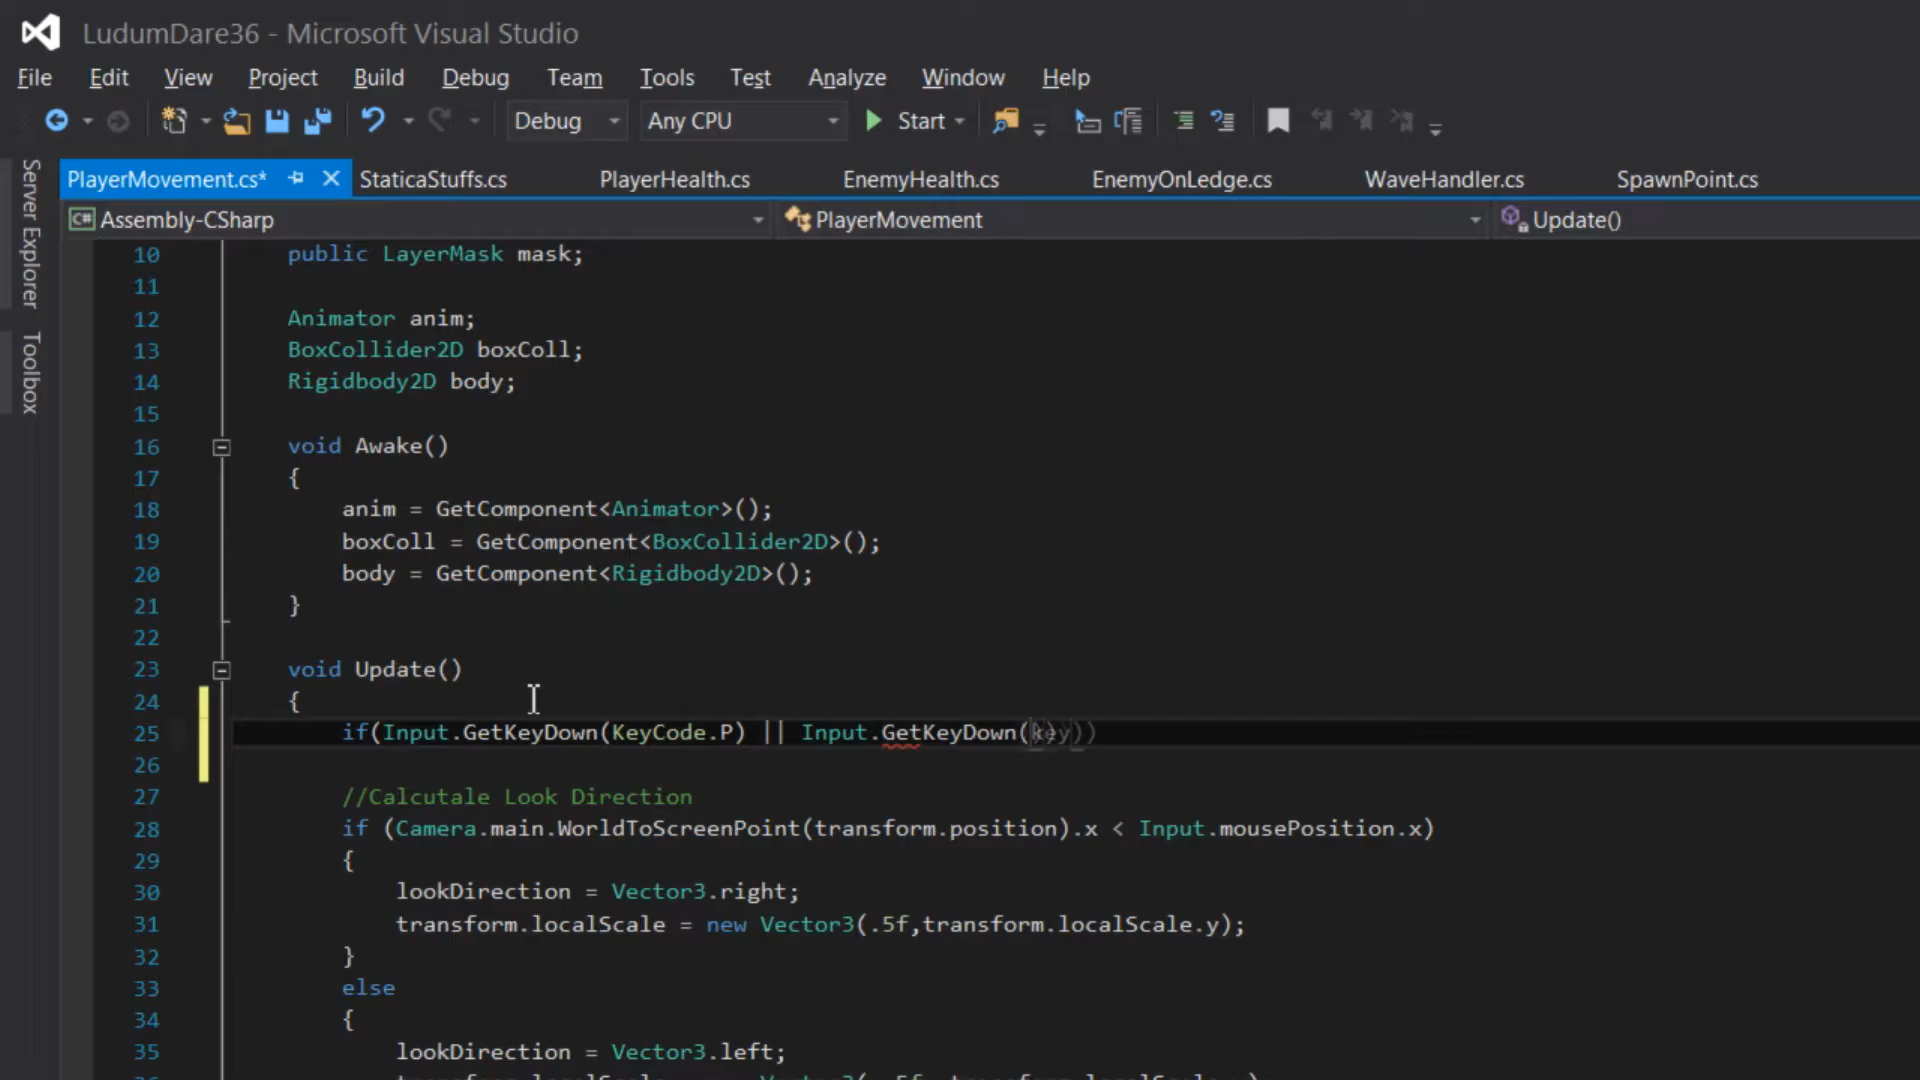 LudumDare36 - Microsoft Visual Studio
File Edit View Project Build Debug Team Tools Test Analyze Window Help
Debug Any CPU Start
Server Explorer
Toolbox
PlayerMovement.cs* StaticaStuffs.cs PlayerHealth.cs EnemyHealth.cs EnemyOnLedge.cs WaveHandler.cs SpawnPoint.cs
C# Assembly-CSharp PlayerMovement Update()
10 public LayerMask mask;
11
12 Animator anim;
13 BoxCollider2D boxColl;
14 Rigidbody2D body;
15
16 void Awake()
17 {
18 anim = GetComponent<Animator>();
19 boxColl = GetComponent<BoxCollider2D>();
20 body = GetComponent<Rigidbody2D>();
21 }
22
23 void Update()
24 {
25 if(Input.GetKeyDown(KeyCode.P) || Input.GetKeyDown(
26
27 //Calcutale Look Direction
28 if (Camera.main.WorldToScreenPoint(transform.position).x < Input.mousePosition.x)
29 {
30 lookDirection = Vector3.right;
31 transform.localScale = new Vector3(.5f,transform.localScale.y);
32 }
33 else
34 {
35 lookDirection = Vector3.left;